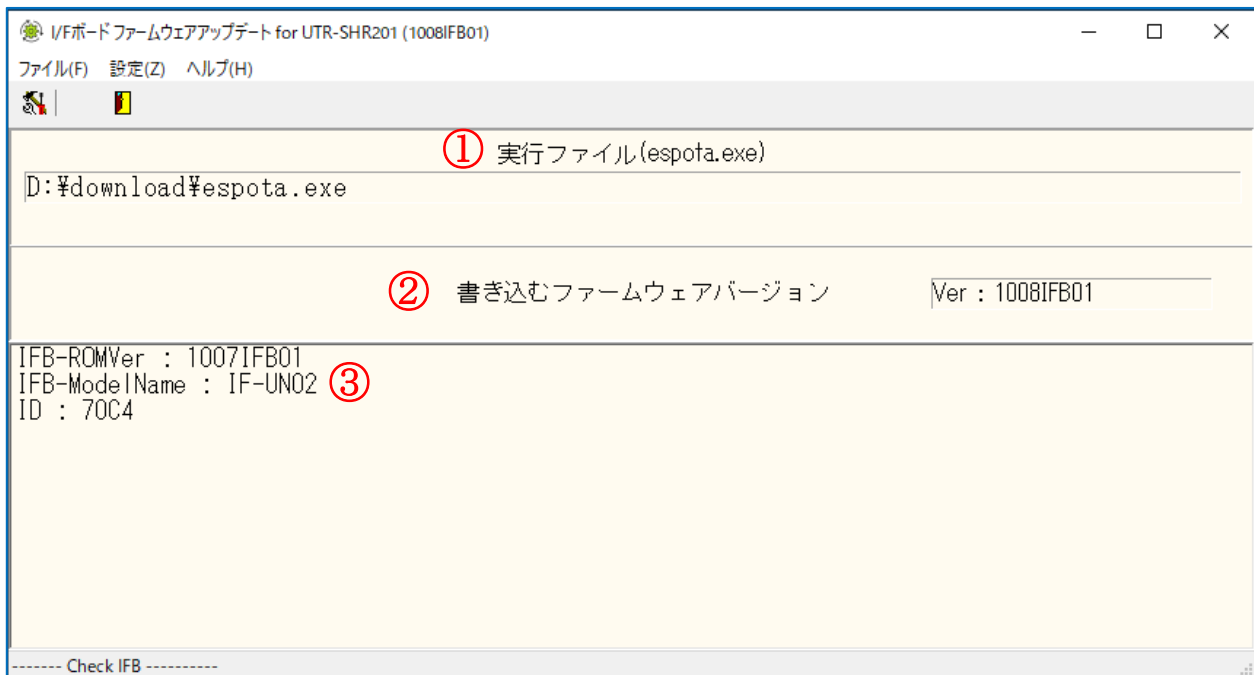 I/Fボード ファームウェアアップデート for UTR-SHR201 (1008IFB01)
ファイル(F) 設定(Z) ヘルプ(H)
① 実行ファイル(espota.exe)
D:¥download¥espota.exe
② 書き込むファームウェアバージョン Ver : 1008IFB01
IFB-ROMVer : 1007IFB01
IFB-ModelName : IF-UNO2 ③
ID : 70C4
------- Check IFB ----------